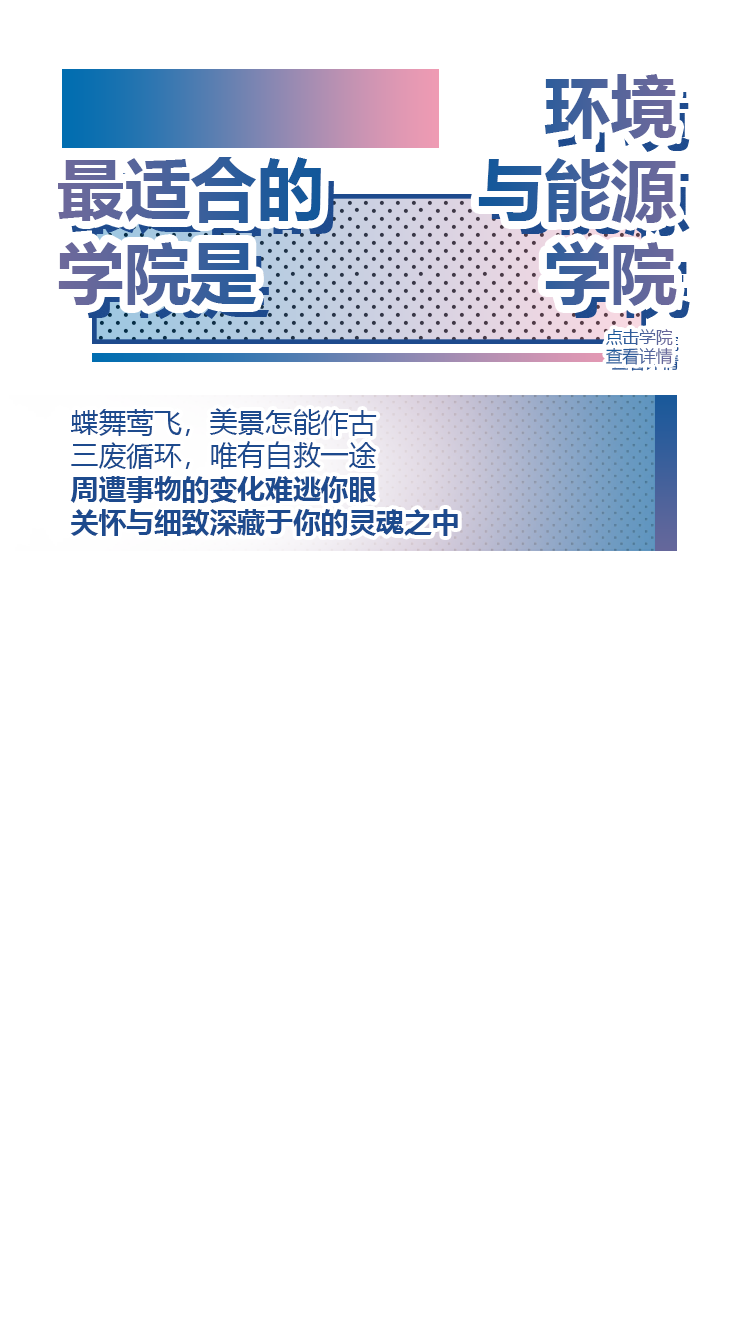 最适合的
学院是
环境
与能源
学院
点击学院
查看详情
蝶舞莺飞，美景怎能作古
三废循环，唯有自救一途
周遭事物的变化难逃你眼
关怀与细致深藏于你的灵魂之中